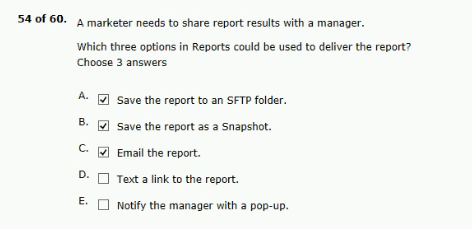 54 of 60. A marketer needs to share report results with a manager.
Which three options in Reports could be used to deliver the report?
Choose 3 answers
A. Save the report to an SFTP folder.
B. Save the report as a Snapshot.
C. Email the report.
D. Text a link to the report.
E. Notify the manager with a pop-up.